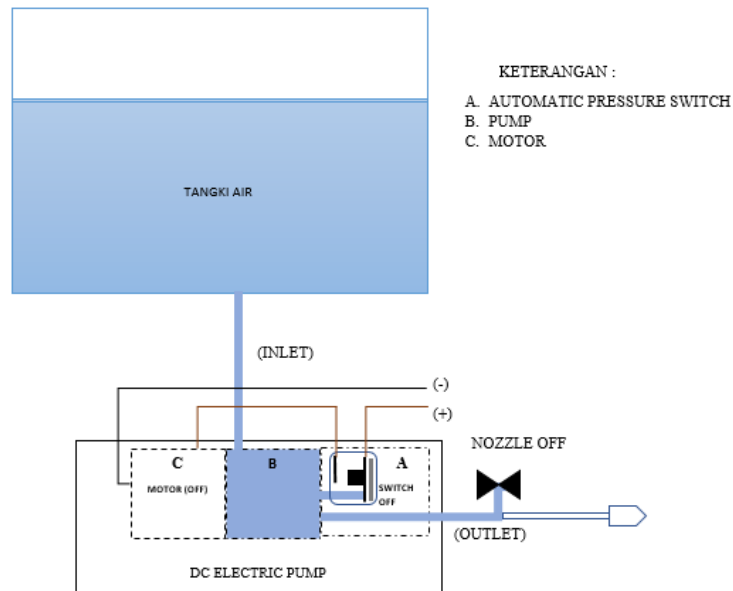 KETERANGAN :
A. AUTOMATIC PRESSURE SWITCH
B. PUMP
C. MOTOR
TANGKI AIR
(INLET)
(-)
(+)
NOZZLE OFF
C
B
A
MOTOR (OFF)
SWITCH
OFF
(OUTLET)
DC ELECTRIC PUMP